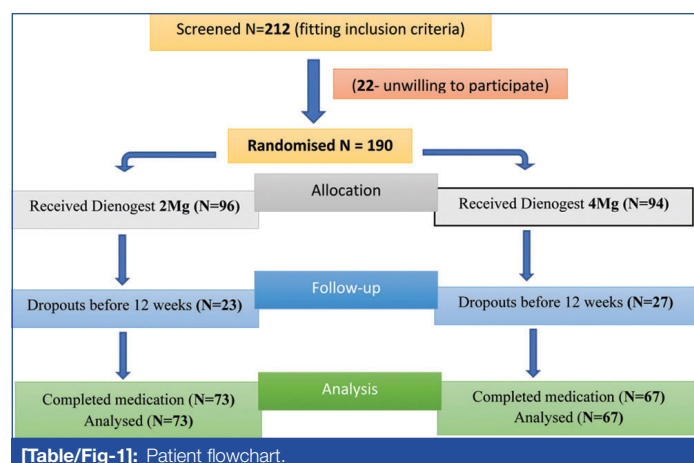 Screened N=212 (fitting inclusion criteria)
(22- unwilling to participate)
Randomised N = 190
Allocation
Received Dienogest 2Mg (N=96)
Received Dienogest 4Mg (N=94)
Follow-up
Dropouts before 12 weeks (N=23)
Dropouts before 12 weeks (N=27)
Analysis
Completed medication (N=73)
Analysed (N=73)
Completed medication (N=67)
Analysed (N=67)
[Table/Fig-1]: Patient flowchart.